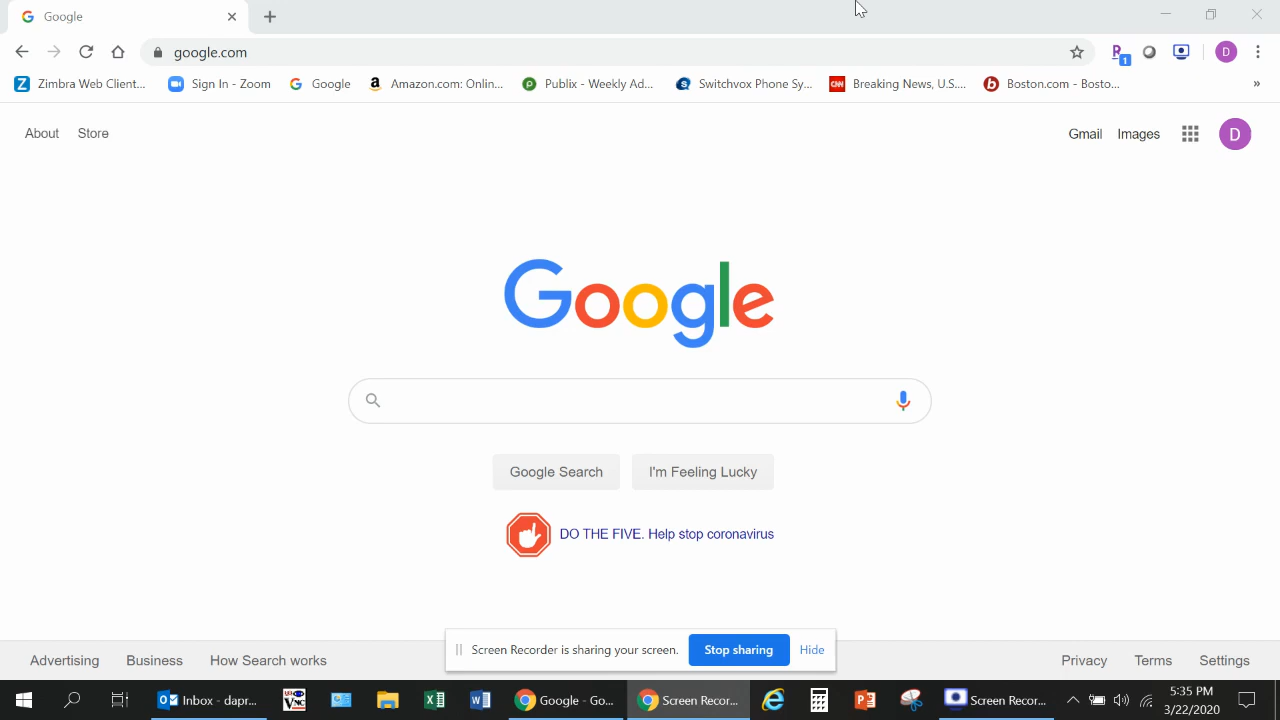 Google
google.com
Zimbra Web Client...
Sign In - Zoom
Google
Amazon.com: Onlin...
Publix - Weekly Ad...
Switchvox Phone Sy...
Breaking News, U.S....
Boston.com - Bosto...
About
Store
Gmail
Images
D
Google
Google Search
I'm Feeling Lucky
DO THE FIVE. Help stop coronavirus
Screen Recorder is sharing your screen.
Stop sharing
Hide
Advertising
Business
How Search works
Privacy
Terms
Settings
Inbox - dapr...
Google - Go...
Screen Recor...
Screen Recor...
5:35 PM
3/22/2020